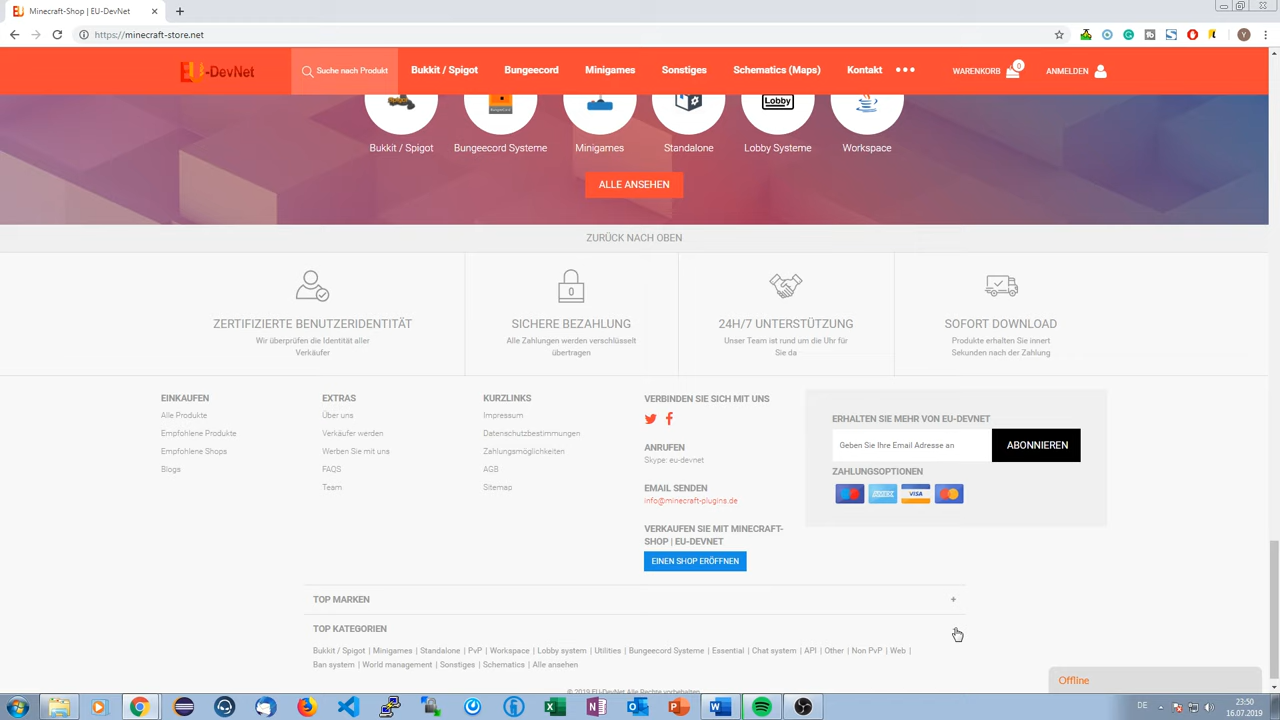 Minecraft-Shop | EU-DevNet
https://minecraft-store.net
EU-DevNet
Suche nach Produkt
Bukkit / Spigot
Bungeecord
Minigames
Sonstiges
Schematics (Maps)
Kontakt
WARENKORB
0
ANMELDEN
Lobby
Bukkit / Spigot
Bungeecord Systeme
Minigames
Standalone
Lobby Systeme
Workspace
ALLE ANSEHEN
ZURÜCK NACH OBEN
ZERTIFIZIERTE BENUTZERIDENTITÄT
Wir überprüfen die Identität aller
Verkäufer
SICHERE BEZAHLUNG
Alle Zahlungen werden verschlüsselt
übertragen
24H/7 UNTERSTÜTZUNG
Unser Team ist rund um die Uhr für
Sie da
SOFORT DOWNLOAD
Produkte erhalten Sie innert
Sekunden nach der Zahlung
EINKAUFEN
Alle Produkte
Empfohlene Produkte
Empfohlene Shops
Blogs
EXTRAS
Über uns
Verkäufer werden
Werben Sie mit uns
FAQS
Team
KURZLINKS
Impressum
Datenschutzbestimmungen
Zahlungsmöglichkeiten
AGB
Sitemap
VERBINDEN SIE SICH MIT UNS
ANRUFEN
Skype: eu-devnet
EMAIL SENDEN
info@minecraft-plugins.de
VERKAUFEN SIE MIT MINECRAFT-
SHOP | EU-DEVNET
EINEN SHOP ERÖFFNEN
ERHALTEN SIE MEHR VON EU-DEVNET
Geben Sie Ihre Email Adresse an
ABONNIEREN
ZAHLUNGSOPTIONEN
AMEX
VISA
TOP MARKEN
+
TOP KATEGORIEN
Bukkit / Spigot | Minigames | Standalone | PvP | Workspace | Lobby system | Utilities | Bungeecord Systeme | Essential | Chat system | API | Other | Non PvP | Web |
Ban system | World management | Sonstiges | Schematics | Alle ansehen
© 2019 EU-DevNet Alle Rechte vorbehalten
Offline
DE
23:50
16.07.2019